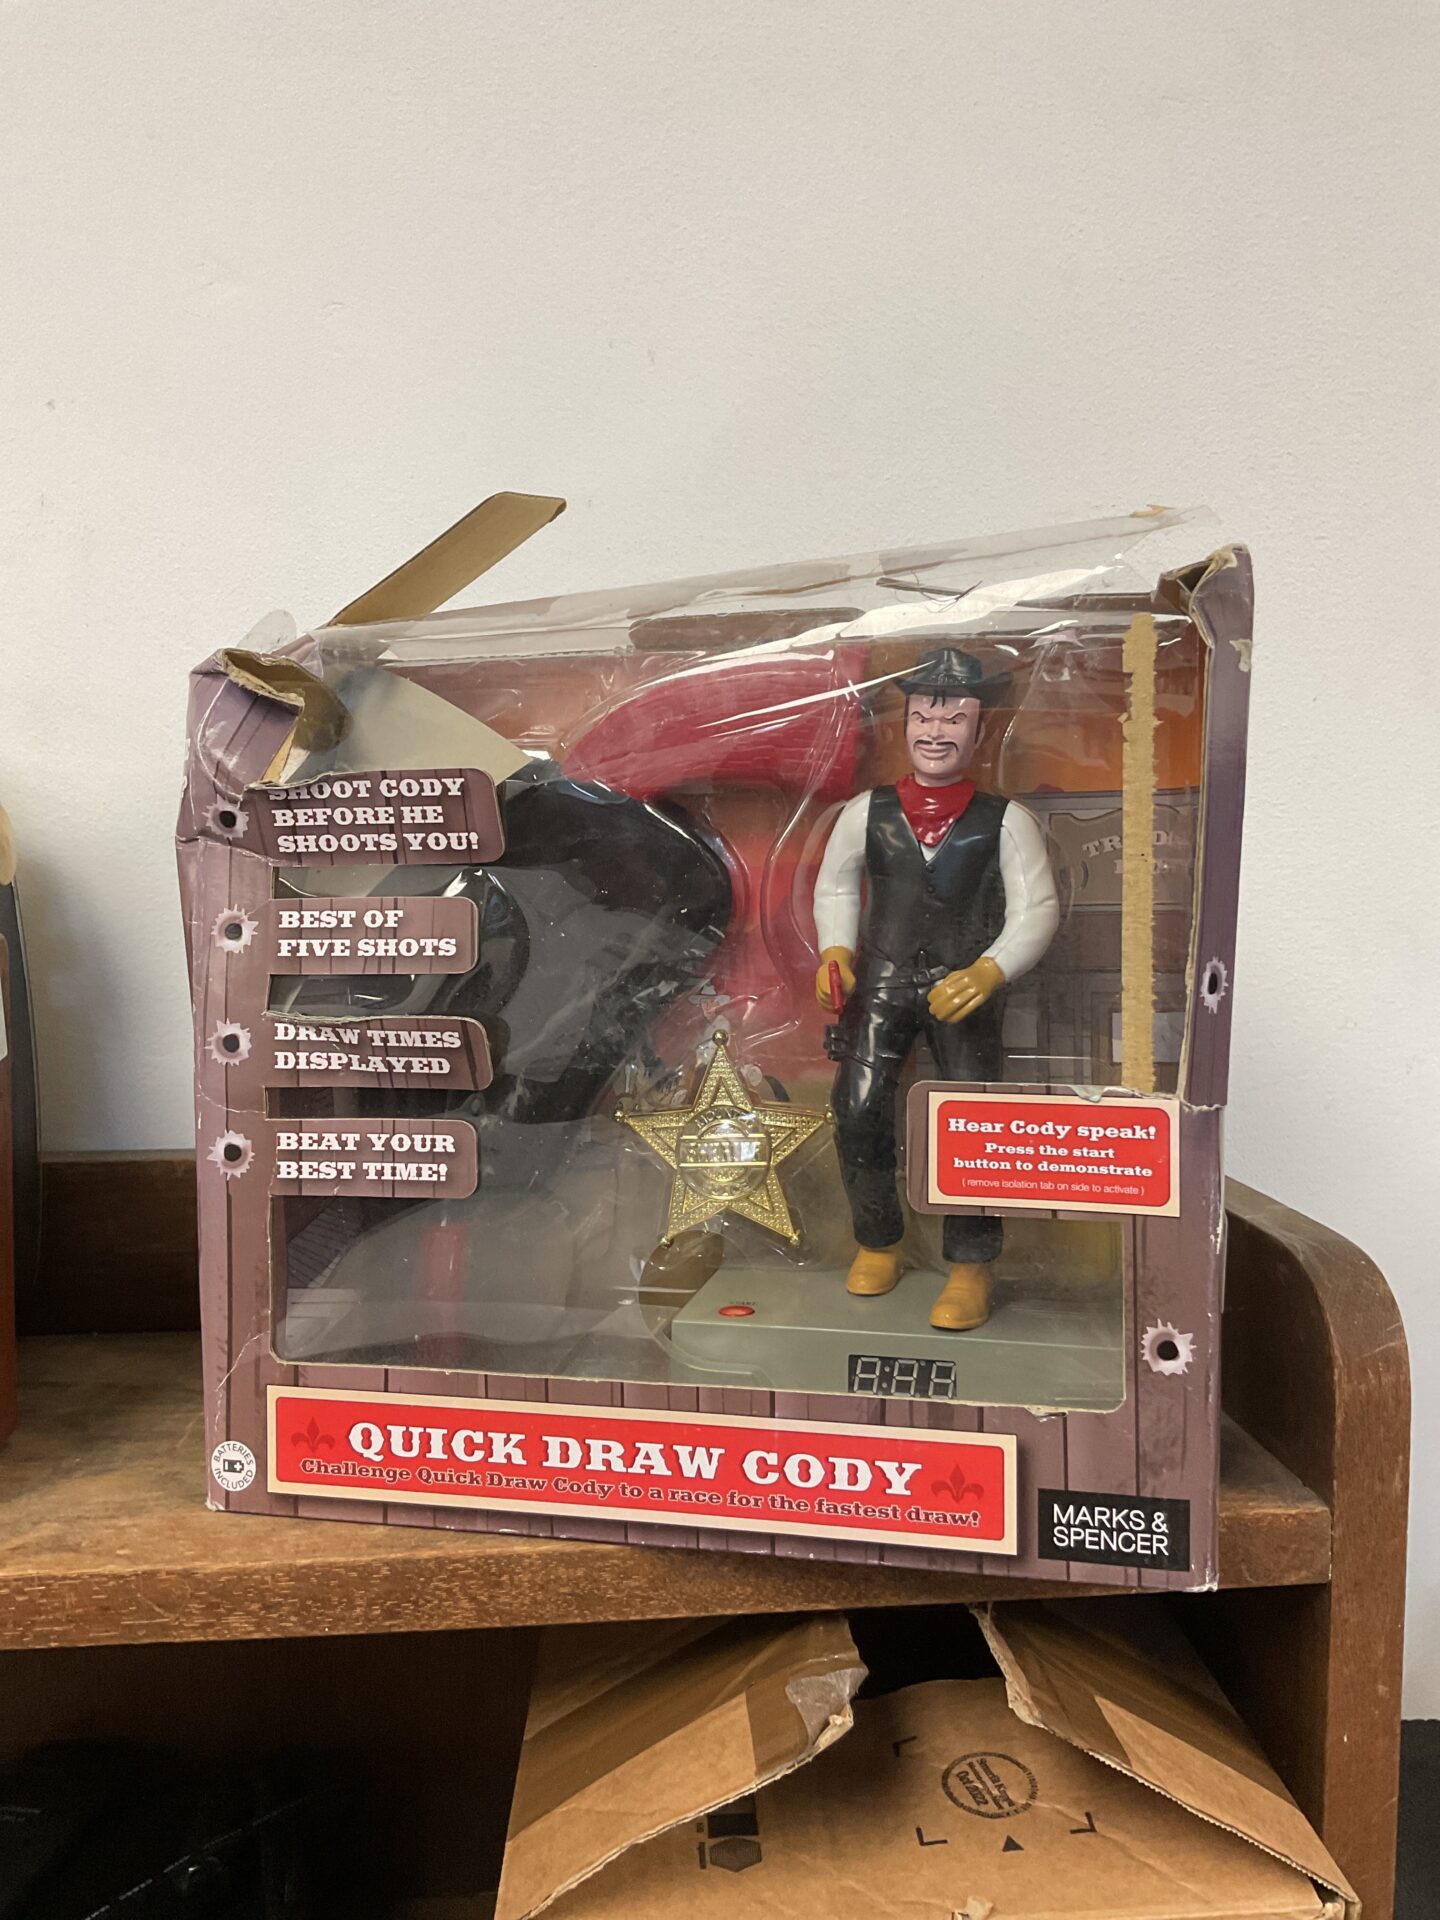 SHOOT CODY
BEFORE HE
SHOOTS YOU!
BEST OF
FIVE SHOTS
DRAW TIMES
DISPLAYED
BEAT YOUR
BEST TIME!
SHERIFF
Hear Cody speak!
Press the start
button to demonstrate
( remove isolation tab on side to activate )
START
BATTERIES
INCLUDED
QUICK DRAW CODY
Challenge Quick Draw Cody to a race for the fastest draw!
MARKS &
SPENCER